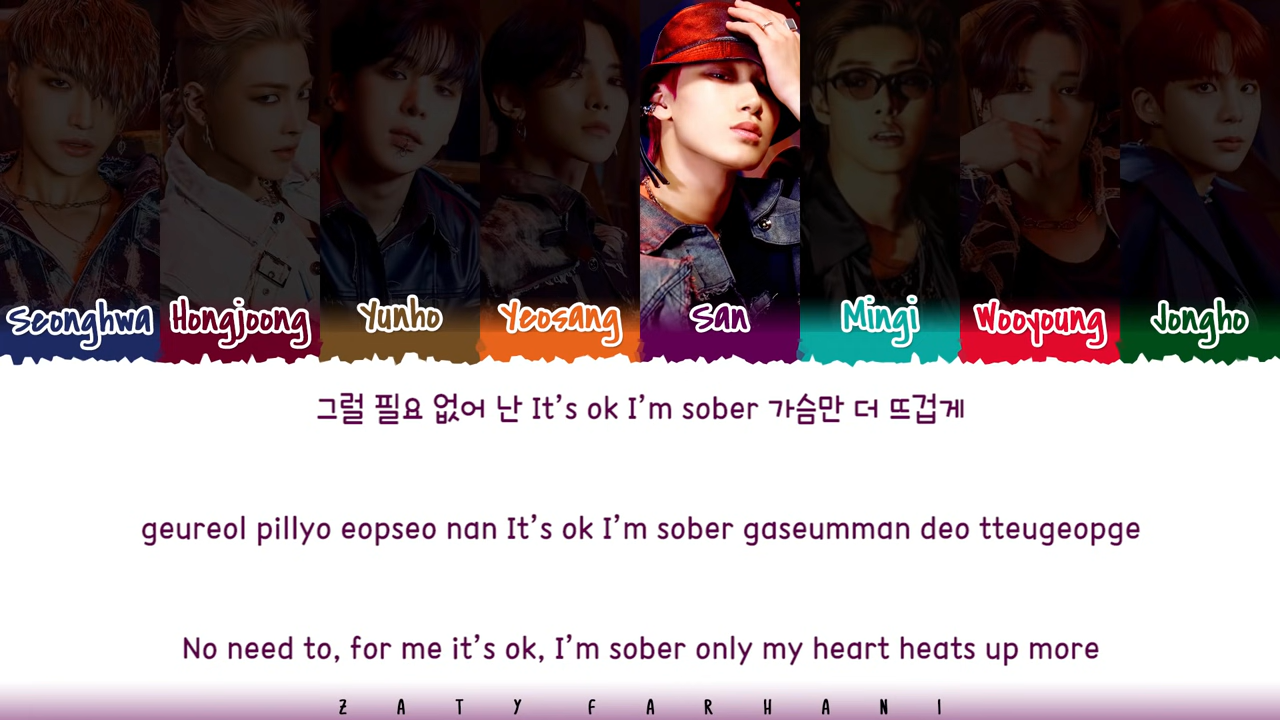 Seonghwa Hongjoong Yunho Yeosang San Mingi Wooyoung Jongho
그럴 필요 없어 난 It's ok I'm sober 가슴만 더 뜨겁게
geureol pillyo eopseo nan It's ok I'm sober gaseumman deo tteugeopge
No need to, for me it's ok, I'm sober only my heart heats up more
ZATY FARHANI